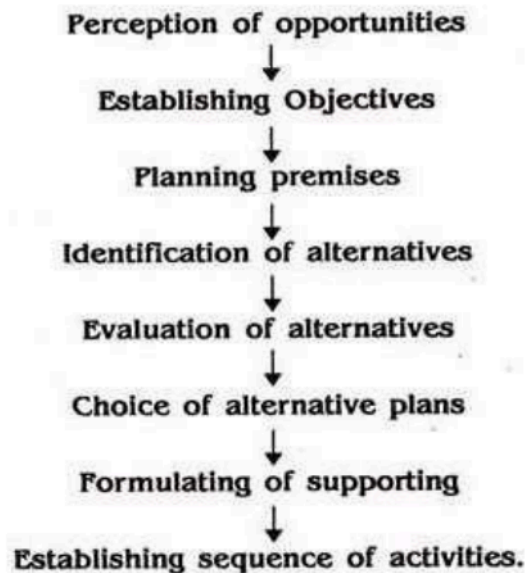 Perception of opportunities
Establishing Objectives
Planning premises
Identification of alternatives
Evaluation of alternatives
Choice of alternative plans
Formulating of supporting
Establishing sequence of activities.